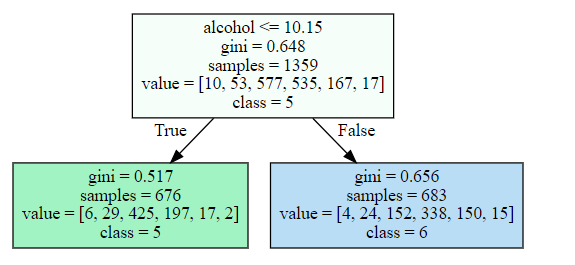 alcohol <= 10.15
gini = 0.648
samples = 1359
value = [10, 53, 577, 535, 167, 17]
class = 5
True
False
gini = 0.517
samples = 676
value = [6, 29, 425, 197, 17, 2]
class = 5
gini = 0.656
samples = 683
value = [4, 24, 152, 338, 150, 15]
class = 6